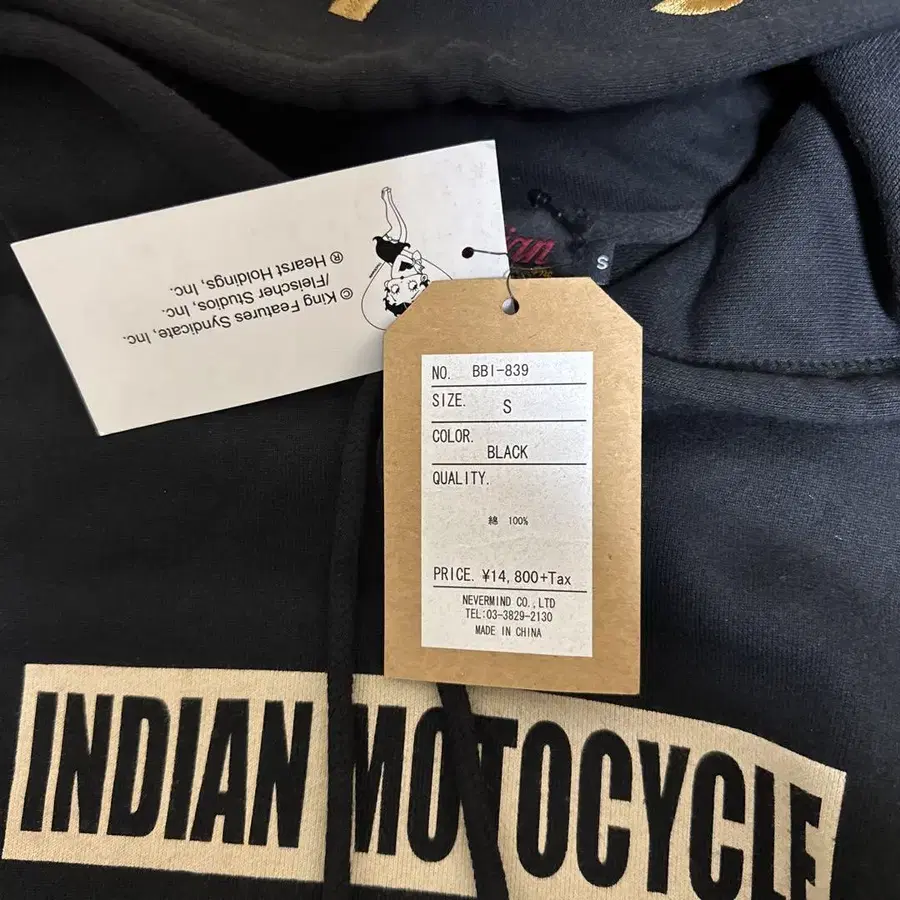 © King Features Syndicate, Inc.
/Fleischer Studios, Inc.
® Hearst Holdings, Inc.
S
NO. BBI-839
SIZE. S
COLOR. BLACK
QUALITY.
綿 100%
PRICE. ¥14,800+Tax
NEVERMIND CO.,LTD
TEL:03-3829-2130
MADE IN CHINA
INDIAN MOTOCYCLE